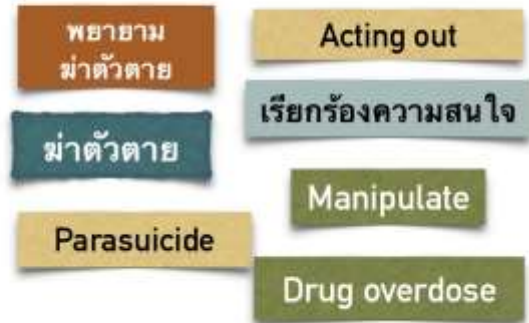 พยายาม
ฆ่าตัวตาย
Acting out
เรียกร้องความสนใจ
ฆ่าตัวตาย
Manipulate
Parasuicide
Drug overdose